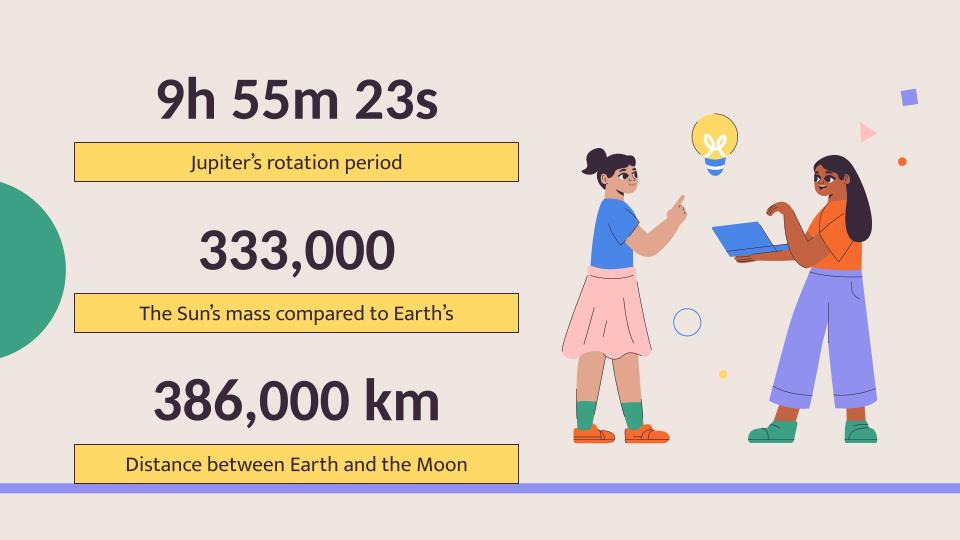 9h 55m 23s
Jupiter’s rotation period
333,000
The Sun’s mass compared to Earth’s
386,000 km
Distance between Earth and the Moon